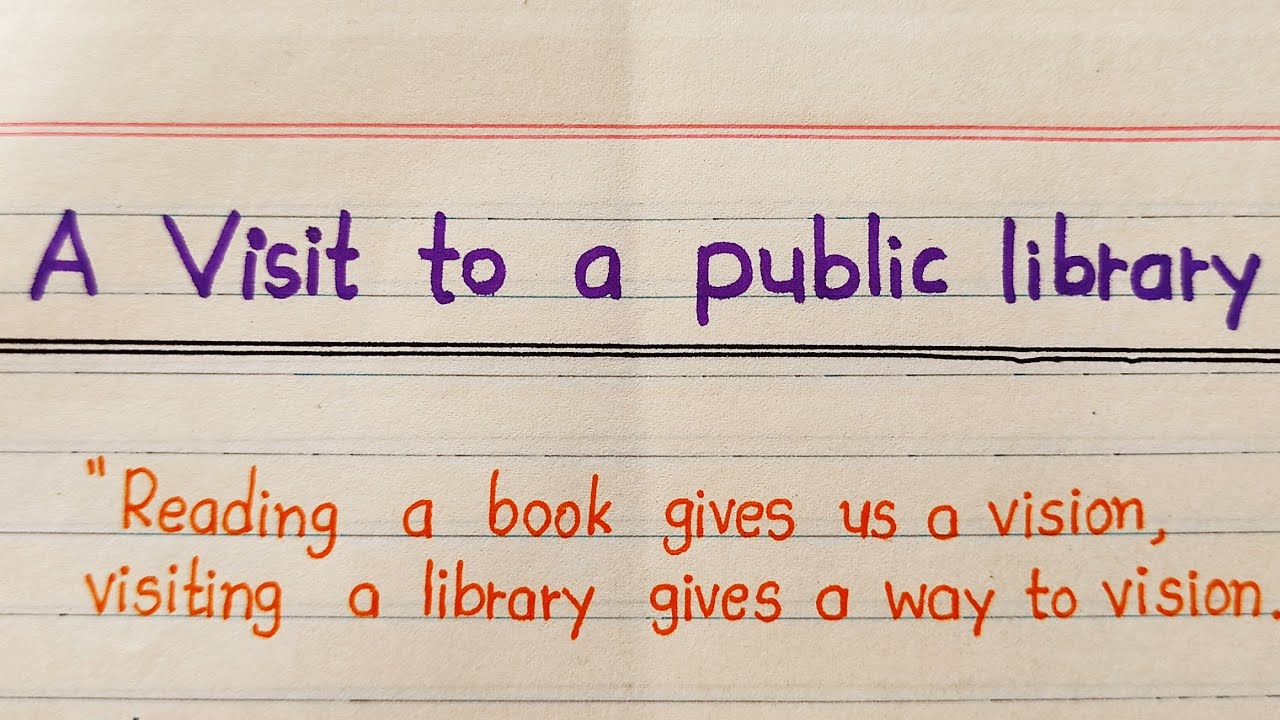 A Visit to a public library
"Reading a book gives us a vision,
visiting a library gives a way to vision.